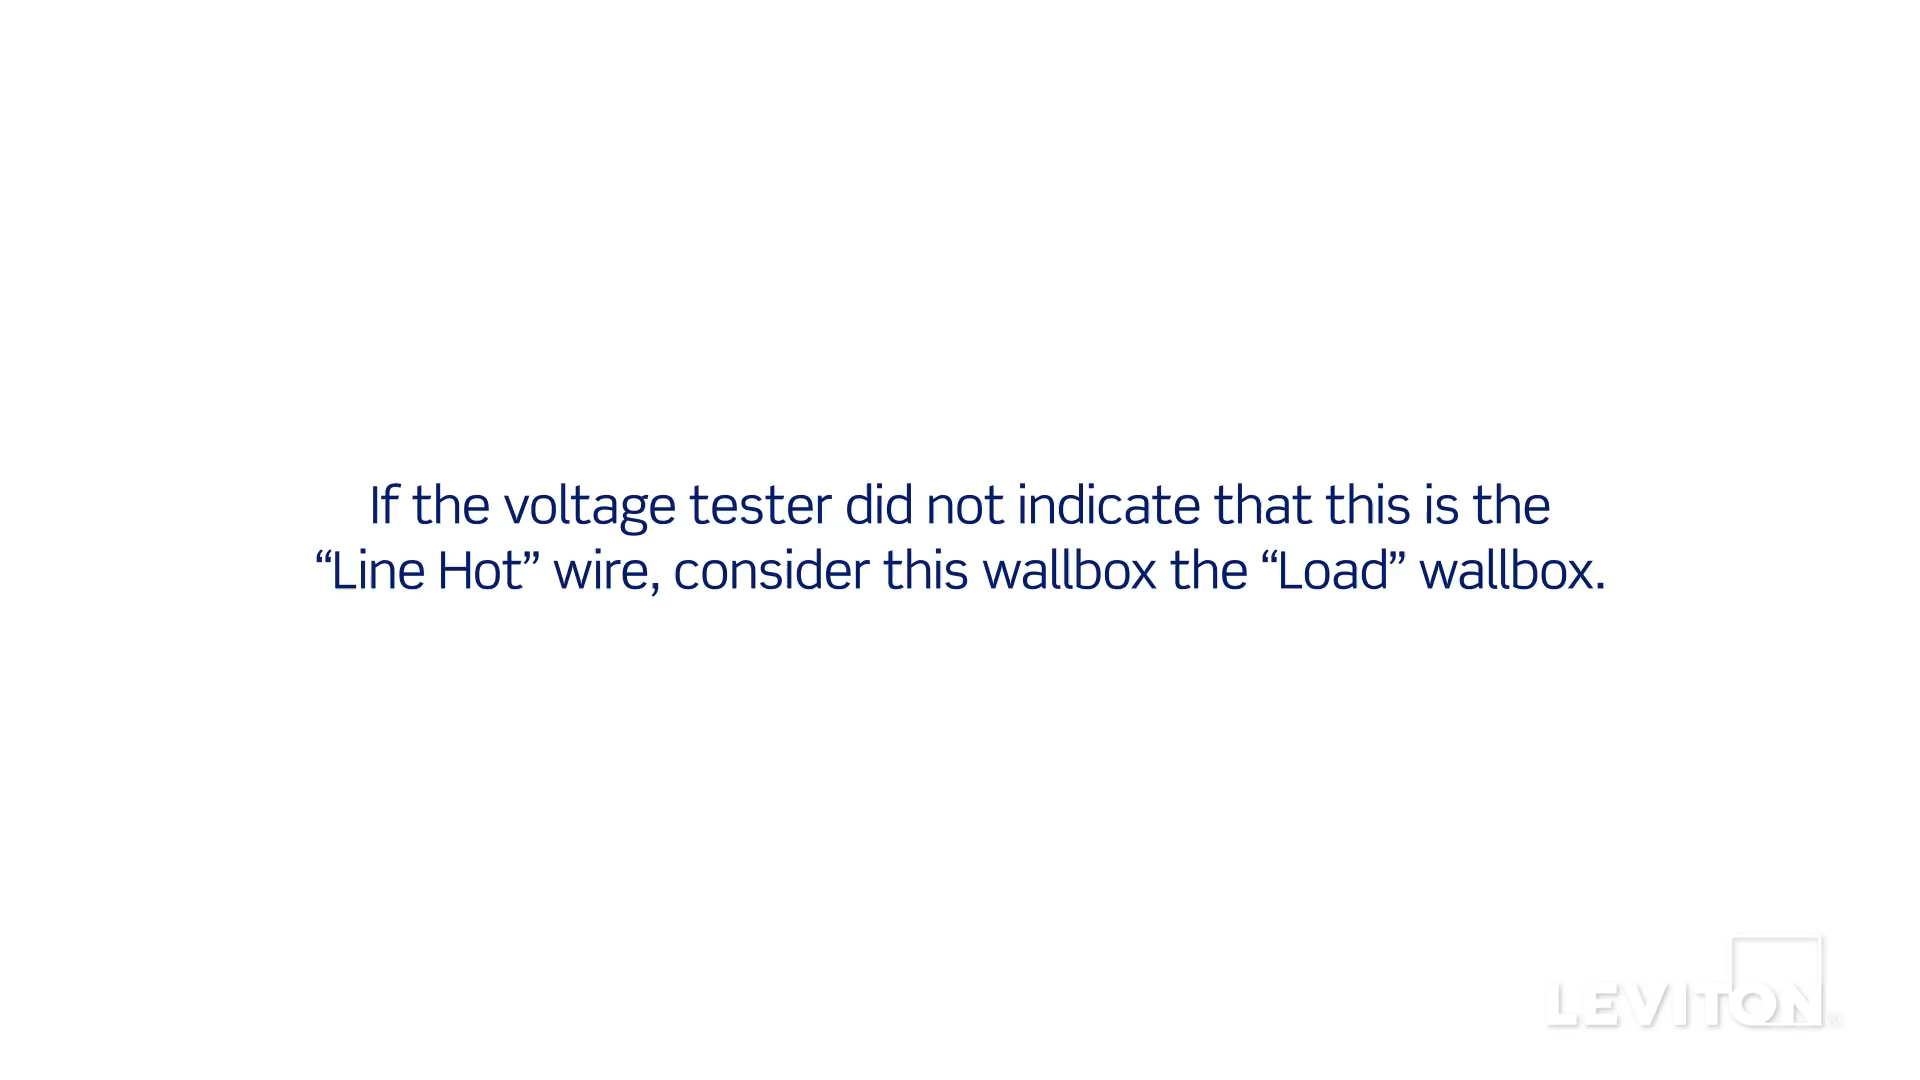 If the voltage tester did not indicate that this is the
“Line Hot” wire, consider this wallbox the “Load” wallbox.
LEVITON®